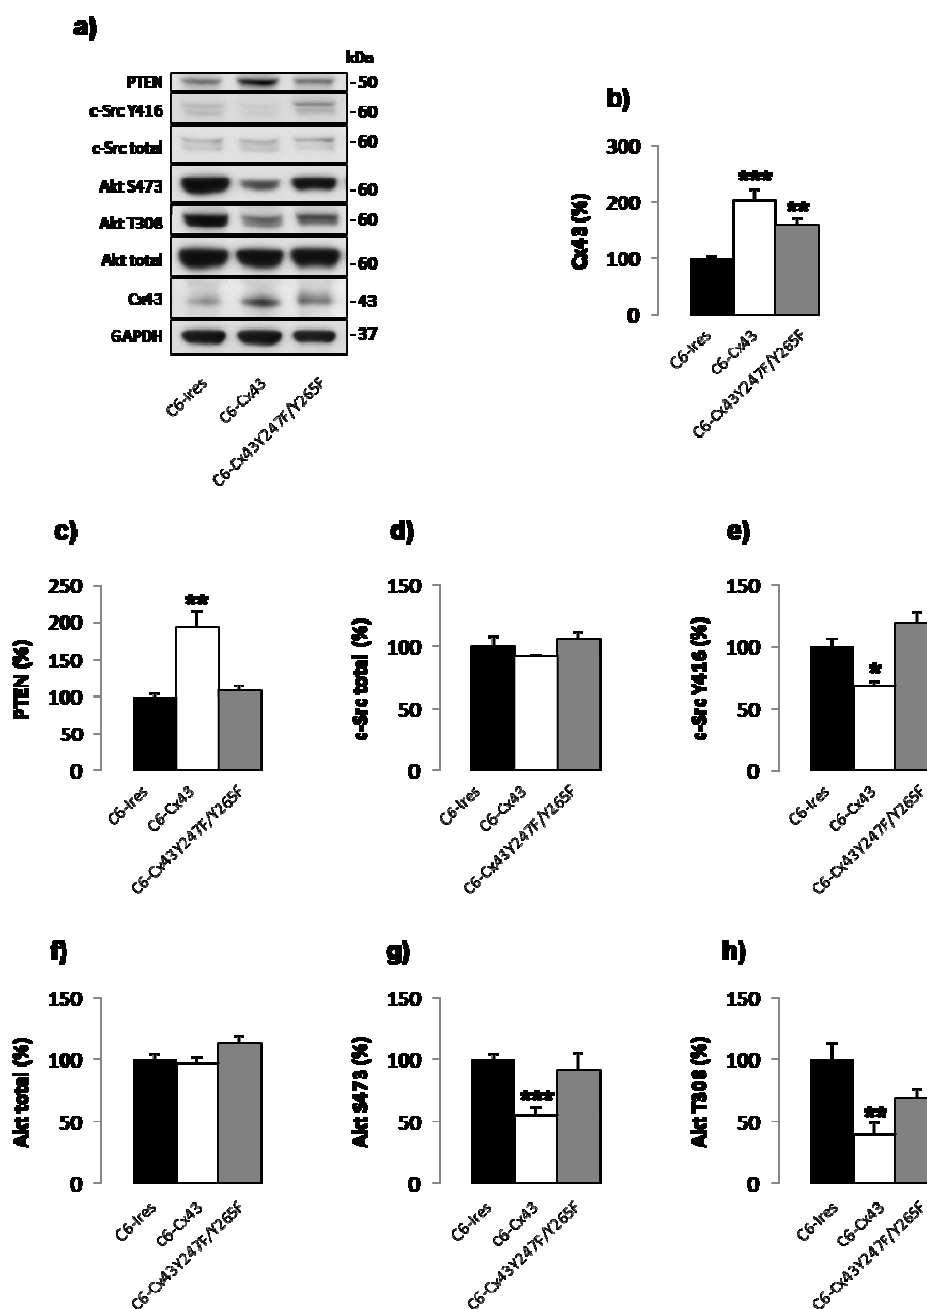 a)
kDa
PTEN
-50
c-Src Y416
-60
c-Src total
-60
Akt S473
-60
Akt T308
-60
Akt total
-60
Cx43
-43
GAPDH
-37
C6-Ires
C6-Cx43
C6-Cx43Y247F/Y265F
b)
Cx43 (%)
300
200
100
0
***
**
C6-Ires
C6-Cx43
C6-Cx43Y247F/Y265F
c)
PTEN (%)
250
200
150
100
50
0
**
C6-Ires
C6-Cx43
C6-Cx43Y247F/Y265F
d)
c-Src total (%)
150
100
50
0
C6-Ires
C6-Cx43
C6-Cx43Y247F/Y265F
e)
c-Src Y416 (%)
150
100
50
0
*
C6-Ires
C6-Cx43
C6-Cx43Y247F/Y265F
f)
Akt total (%)
150
100
50
0
C6-Ires
C6-Cx43
C6-Cx43Y247F/Y265F
g)
Akt S473 (%)
150
100
50
0
***
C6-Ires
C6-Cx43
C6-Cx43Y247F/Y265F
h)
Akt T308 (%)
150
100
50
0
**
C6-Ires
C6-Cx43
C6-Cx43Y247F/Y265F